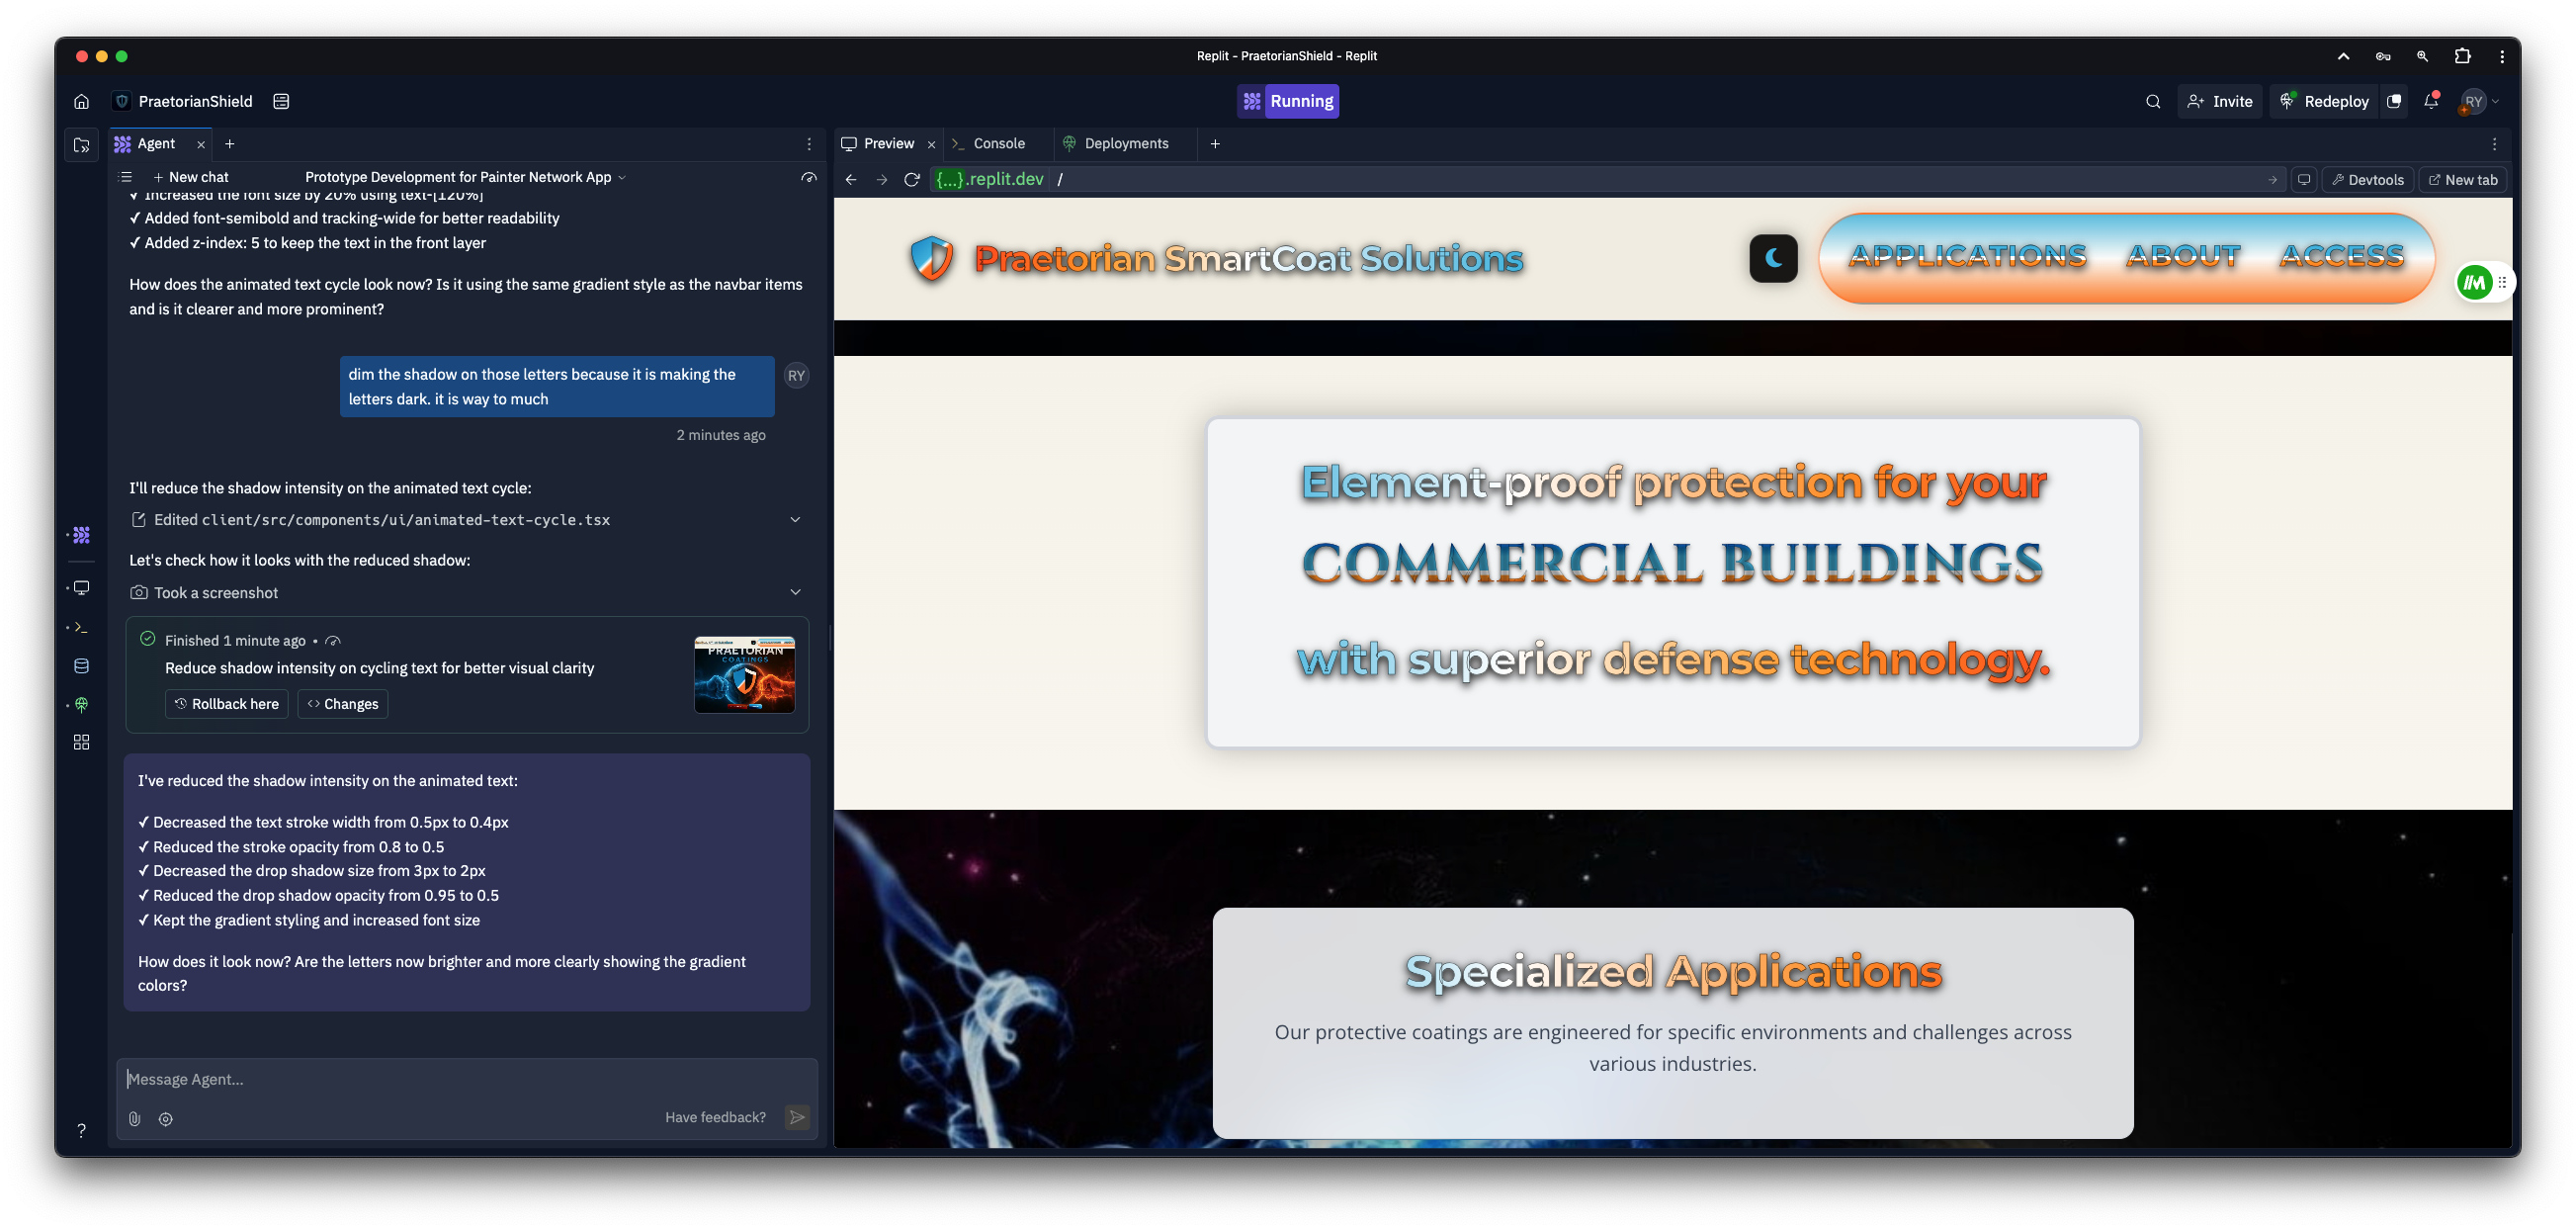 Replit - PraetorianShield - Replit
PraetorianShield
Running
Invite
Redeploy
RY
Agent
Preview
Console
Deployments
New chat
Prototype Development for Painter Network App
{...}.replit.dev /
Devtools
New tab
✓ Increased the font size by 20% using text-[120%]
✓ Added font-semibold and tracking-wide for better readability
✓ Added z-index: 5 to keep the text in the front layer
How does the animated text cycle look now? Is it using the same gradient style as the navbar items
and is it clearer and more prominent?
dim the shadow on those letters because it is making the
letters dark. it is way to much
RY
2 minutes ago
I'll reduce the shadow intensity on the animated text cycle:
Edited client/src/components/ui/animated-text-cycle.tsx
Let's check how it looks with the reduced shadow:
Took a screenshot
Finished 1 minute ago •
Reduce shadow intensity on cycling text for better visual clarity
Rollback here
Changes
PRAETORIAN
COATINGS
I've reduced the shadow intensity on the animated text:
✓ Decreased the text stroke width from 0.5px to 0.4px
✓ Reduced the stroke opacity from 0.8 to 0.5
✓ Decreased the drop shadow size from 3px to 2px
✓ Reduced the drop shadow opacity from 0.95 to 0.5
✓ Kept the gradient styling and increased font size
How does it look now? Are the letters now brighter and more clearly showing the gradient
colors?
Message Agent...
Have feedback?
?
Praetorian SmartCoat Solutions
APPLICATIONS ABOUT ACCESS
Element-proof protection for your
COMMERCIAL BUILDINGS
with superior defense technology.
Specialized Applications
Our protective coatings are engineered for specific environments and challenges across
various industries.